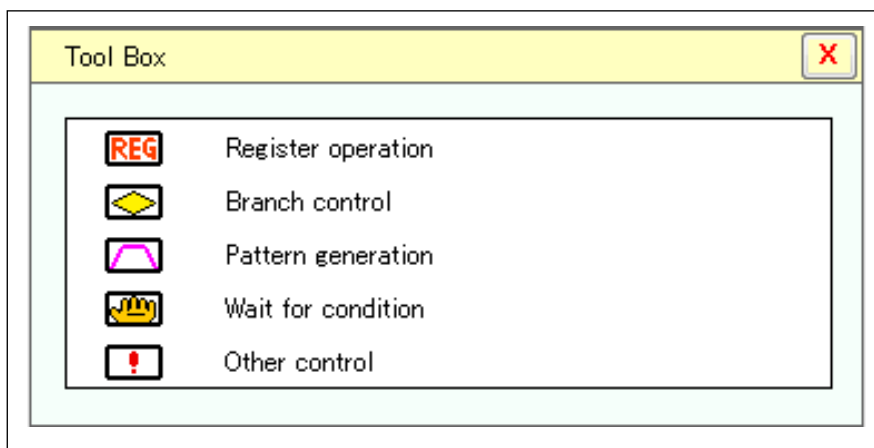 Tool Box
X
REG Register operation
Branch control
Pattern generation
Wait for condition
! Other control